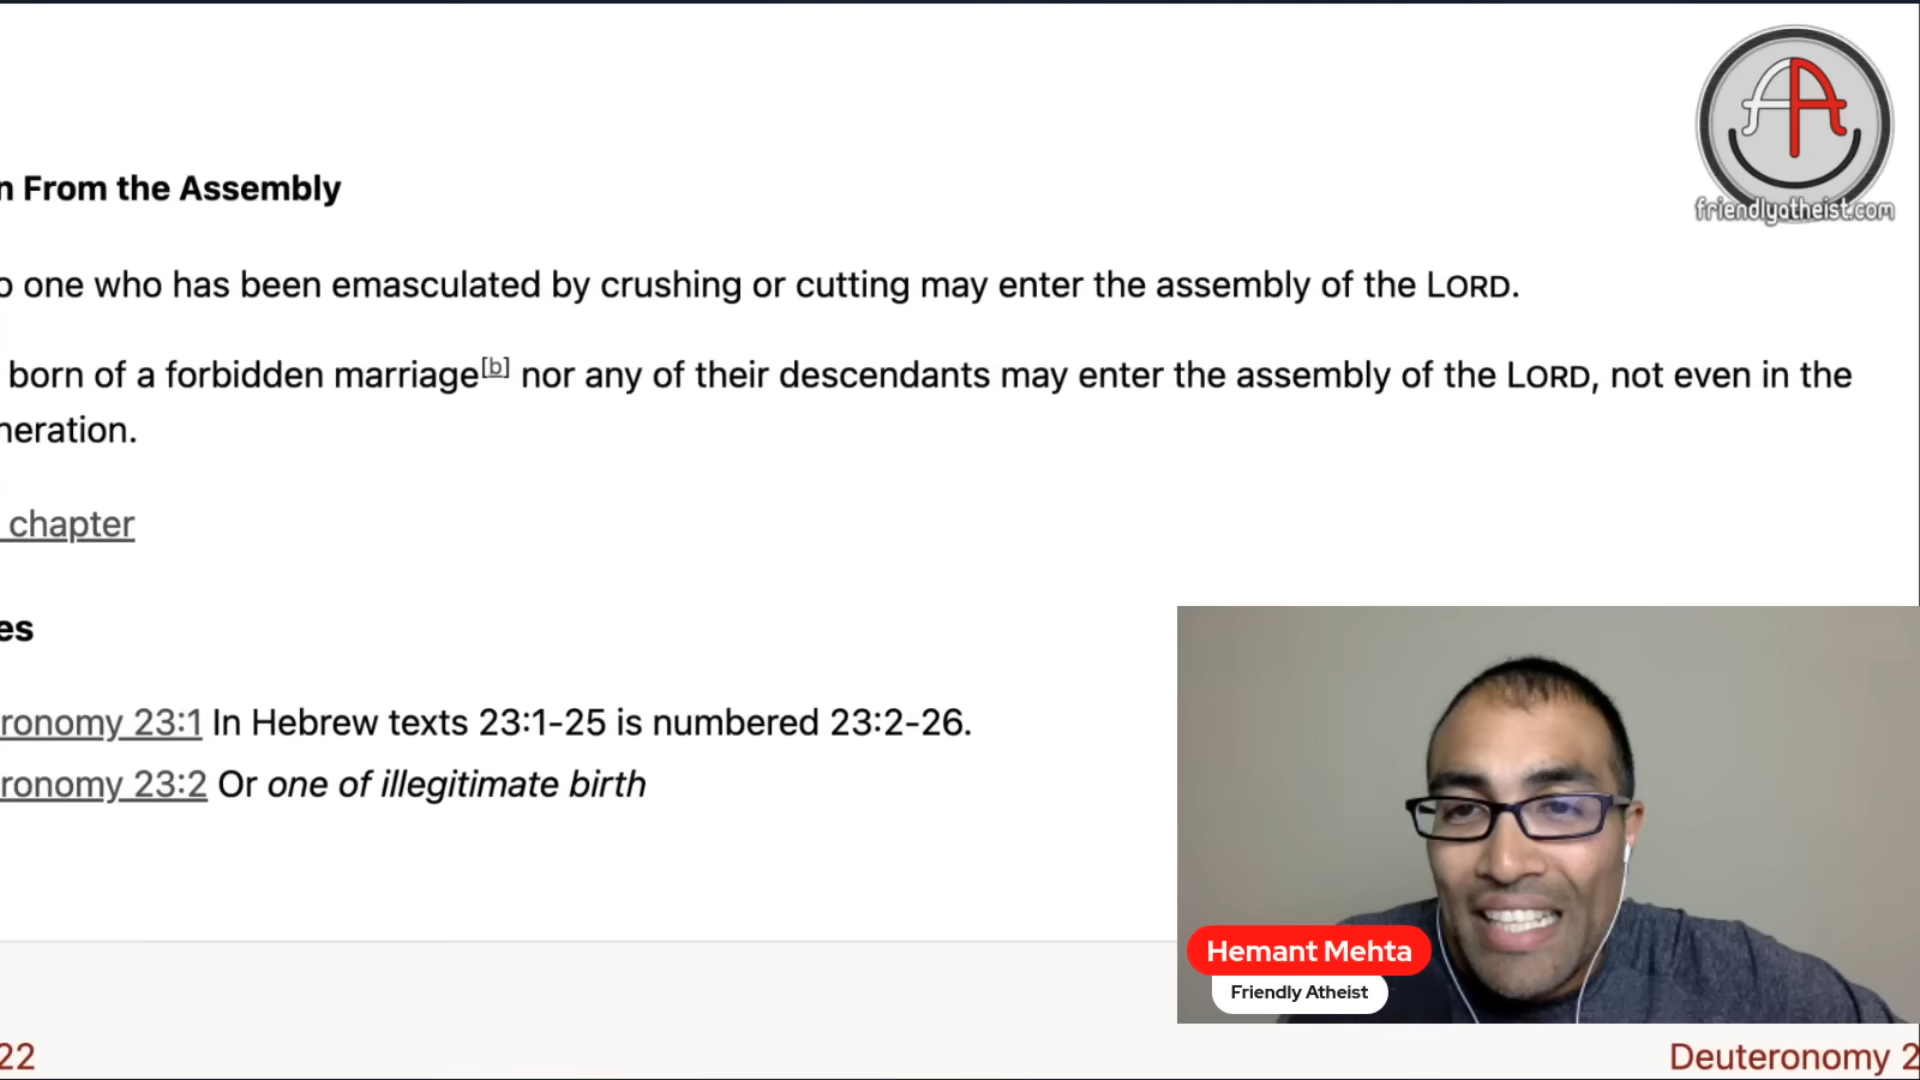 n From the Assembly
o one who has been emasculated by crushing or cutting may enter the assembly of the LORD.
born of a forbidden marriage[b] nor any of their descendants may enter the assembly of the LORD, not even in the
neration.
chapter
es
ronomy 23:1 In Hebrew texts 23:1-25 is numbered 23:2-26.
ronomy 23:2 Or one of illegitimate birth
22
Deuteronomy 2
friendlyatheist.com
Hemant Mehta
Friendly Atheist